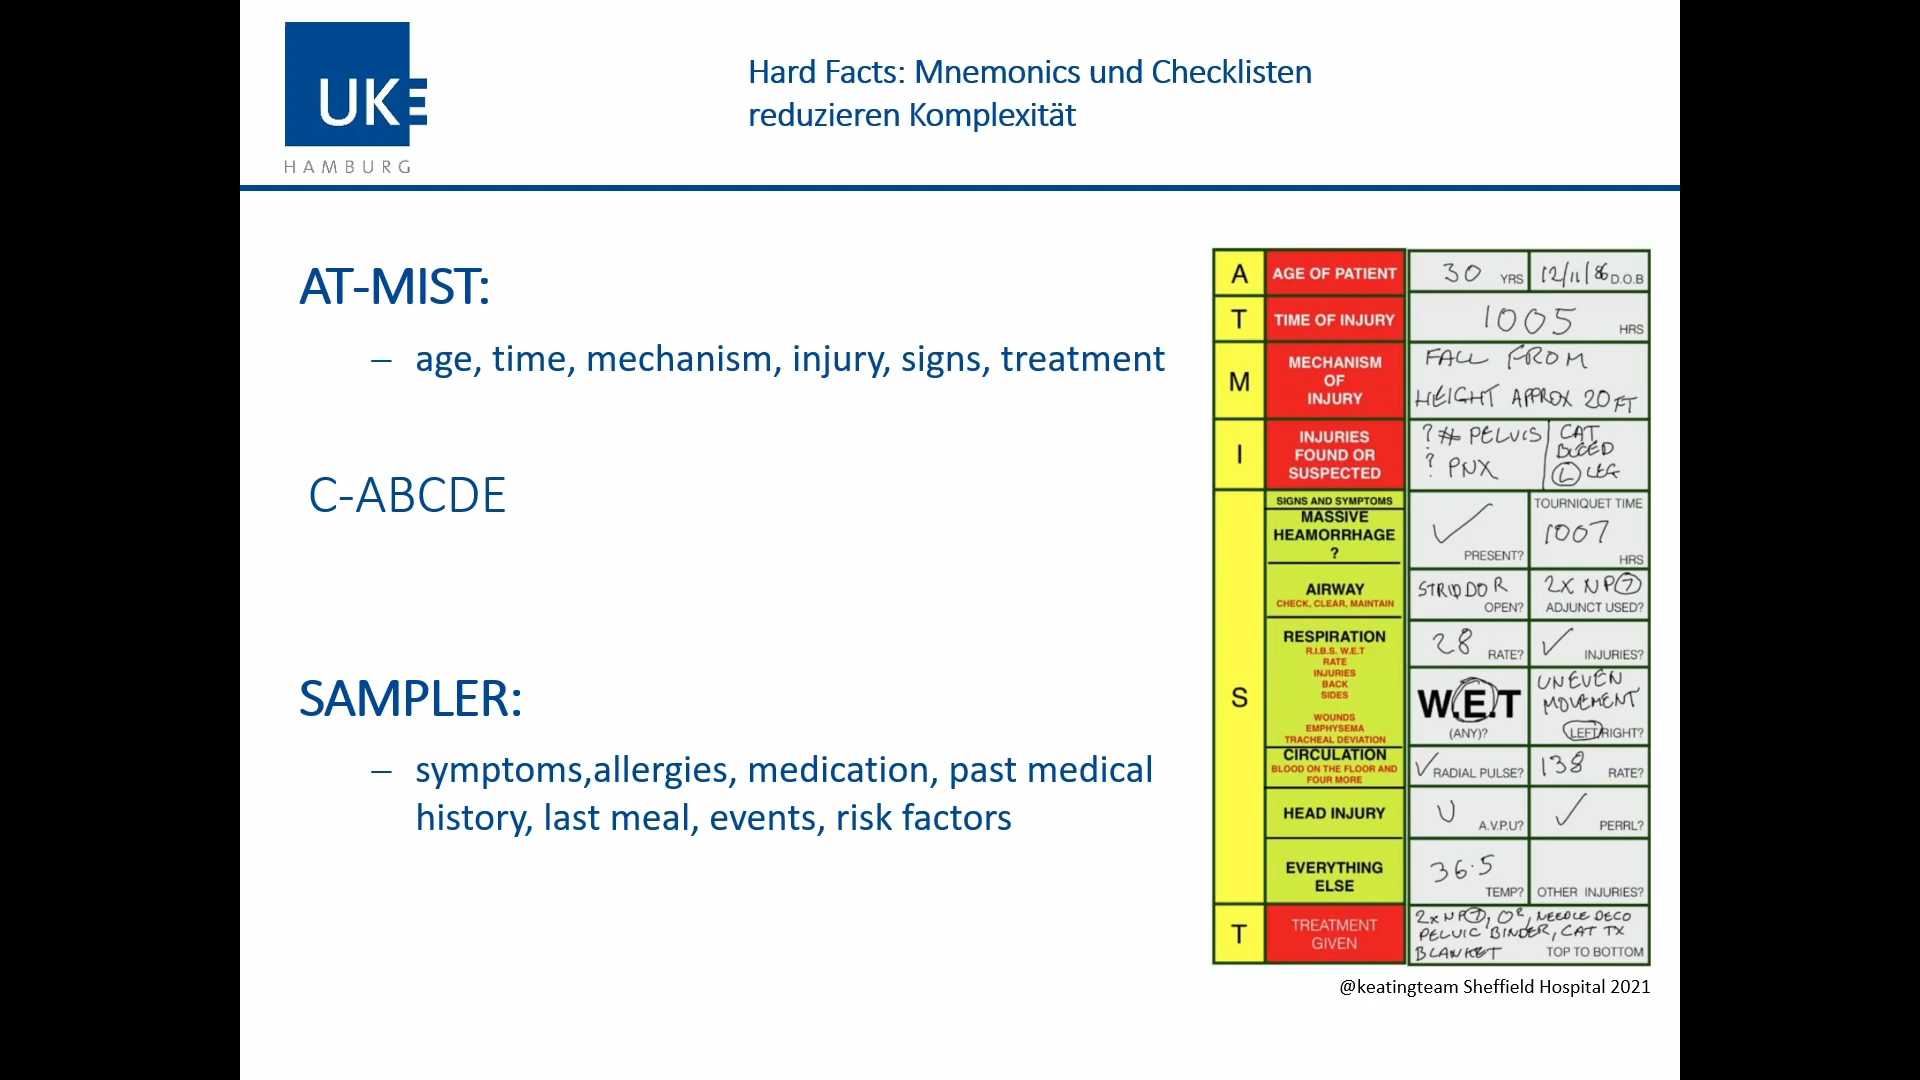 UKE
HAMBURG
Hard Facts: Mnemonics und Checklisten
reduzieren Komplexität
AT-MIST:
– age, time, mechanism, injury, signs, treatment
C-ABCDE
SAMPLER:
– symptoms,allergies, medication, past medical
history, last meal, events, risk factors
A AGE OF PATIENT 30 YRS 12/11/86 D.O.B
T TIME OF INJURY 1005 HRS
M MECHANISM
OF
INJURY
FALL FROM
HEIGHT APPROX 20 FT
I INJURIES
FOUND OR
SUSPECTED
? # PELVIS
? PNX
CAT
BLEED
L LEG
S
SIGNS AND SYMPTOMS
MASSIVE
HEAMORRHAGE
?
✓ PRESENT?
TOURNIQUET TIME
1007
HRS
AIRWAY
CHECK, CLEAR, MAINTAIN
STRIDDOR
OPEN?
2X NP 7
ADJUNCT USED?
RESPIRATION
R.I.B.S. W.E.T
RATE
INJURIES
BACK
SIDES
WOUNDS
EMPHYSEMA
TRACHEAL DEVIATION
28 RATE?
✓ INJURIES?
W.E.T
(ANY)?
UNEVEN
MOVEMENT
LEFT/RIGHT?
CIRCULATION
BLOOD ON THE FLOOR AND
FOUR MORE
✓ RADIAL PULSE?
138 RATE?
HEAD INJURY
U A.V.P.U?
✓ PERRL?
EVERYTHING
ELSE
36.5
TEMP?
OTHER INJURIES?
T TREATMENT
GIVEN
2x NP 7, O2, NEEDLE DECO
PELVIC BINDER, CAT TX
BLANKET TOP TO BOTTOM
@keatingteam Sheffield Hospital 2021